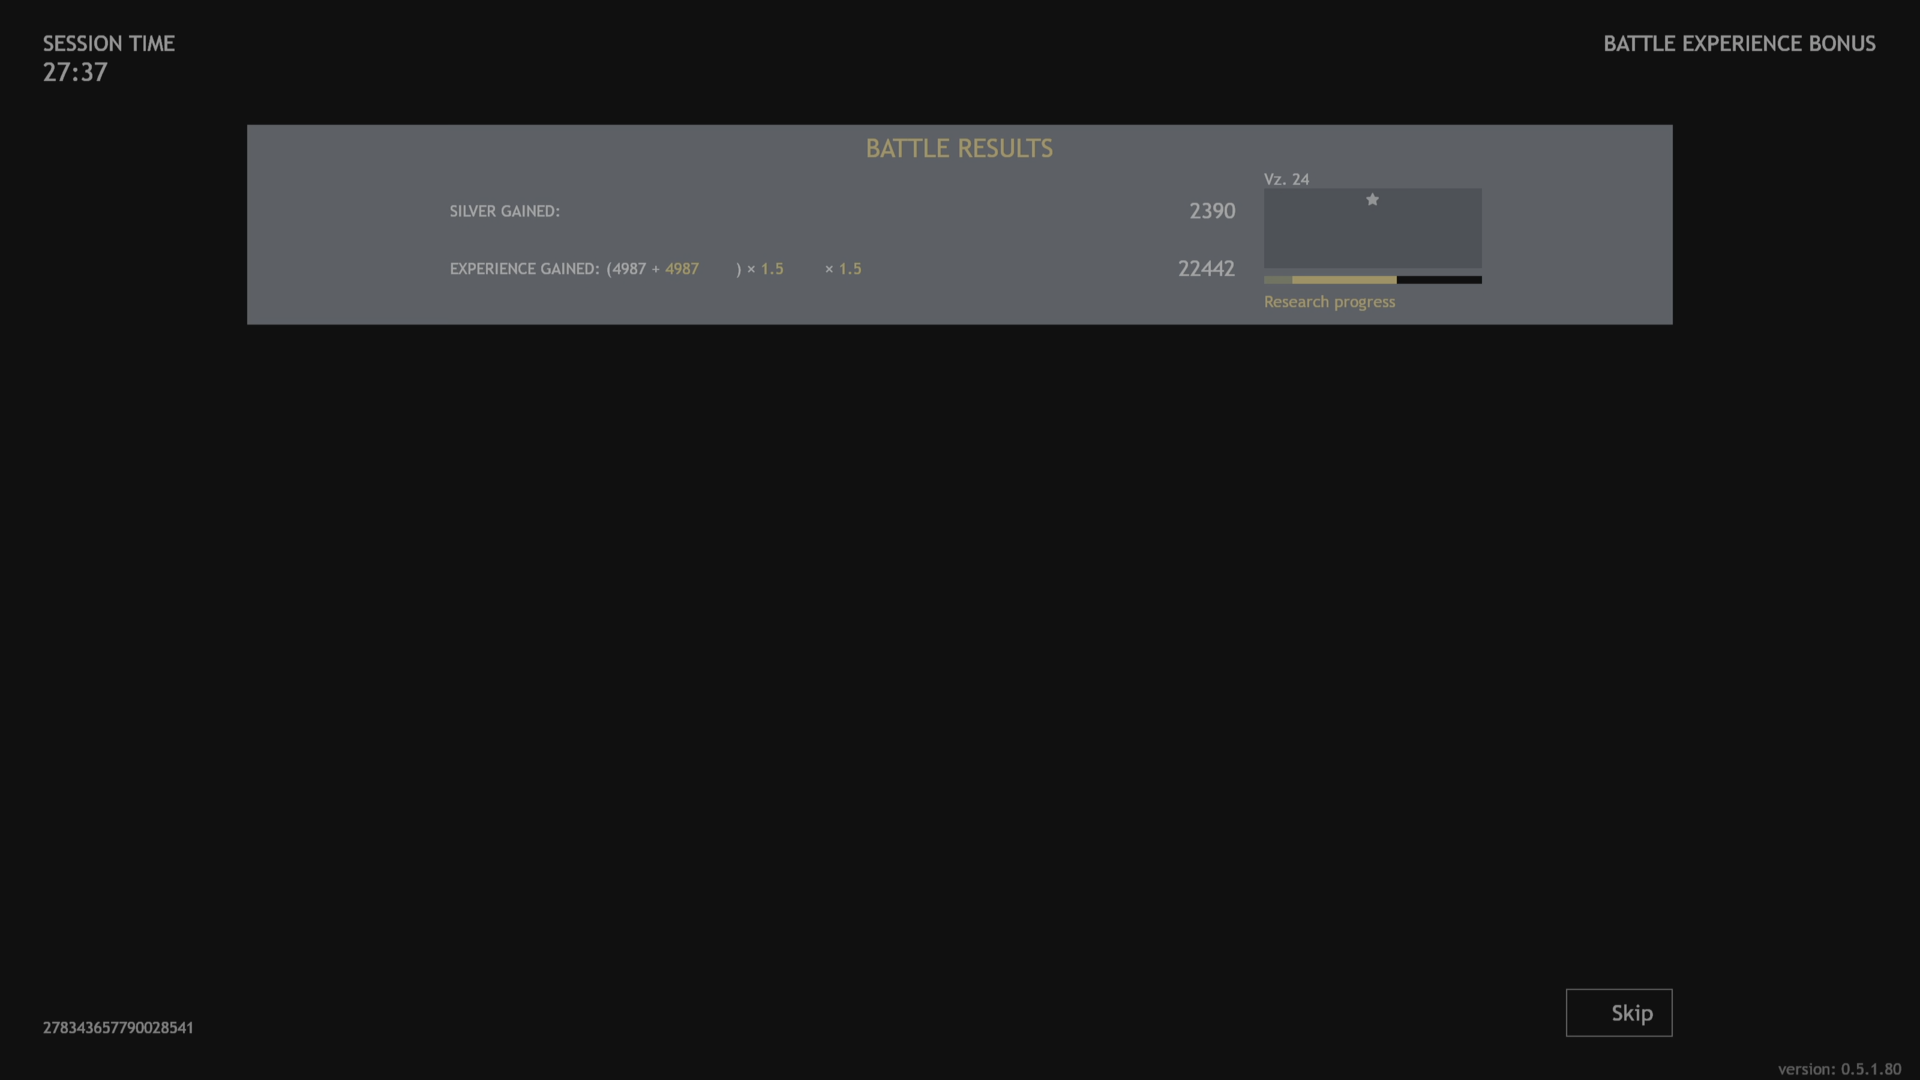 SESSION TIME
27:37
BATTLE EXPERIENCE BONUS
BATTLE RESULTS
Vz. 24
SILVER GAINED: 2390
EXPERIENCE GAINED: (4987 + 4987 ) × 1.5 × 1.5 22442
Research progress
Skip
278343657790028541
version: 0.5.1.80